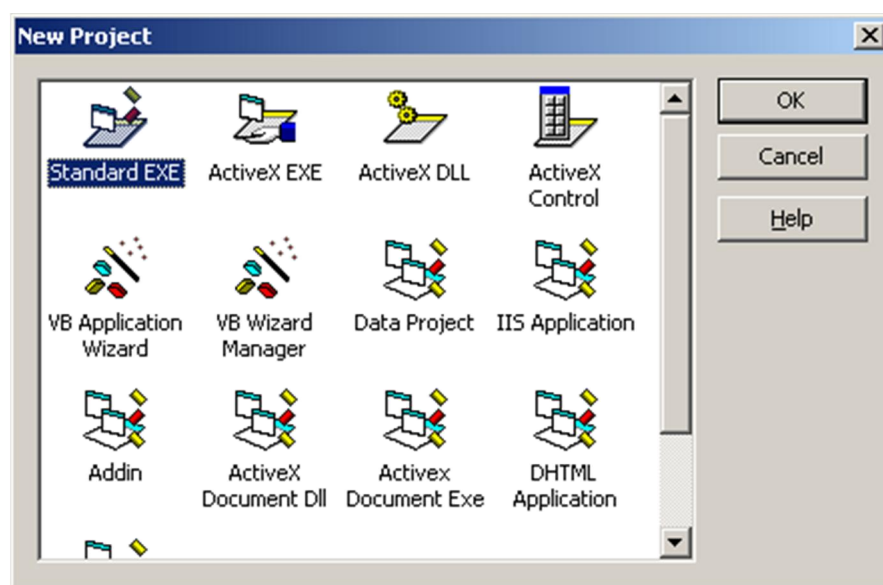 New Project
Standard EXE
ActiveX EXE
ActiveX DLL
ActiveX
Control
VB Application
Wizard
VB Wizard
Manager
Data Project
IIS Application
Addin
ActiveX
Document Dll
Activex
Document Exe
DHTML
Application
OK
Cancel
Help